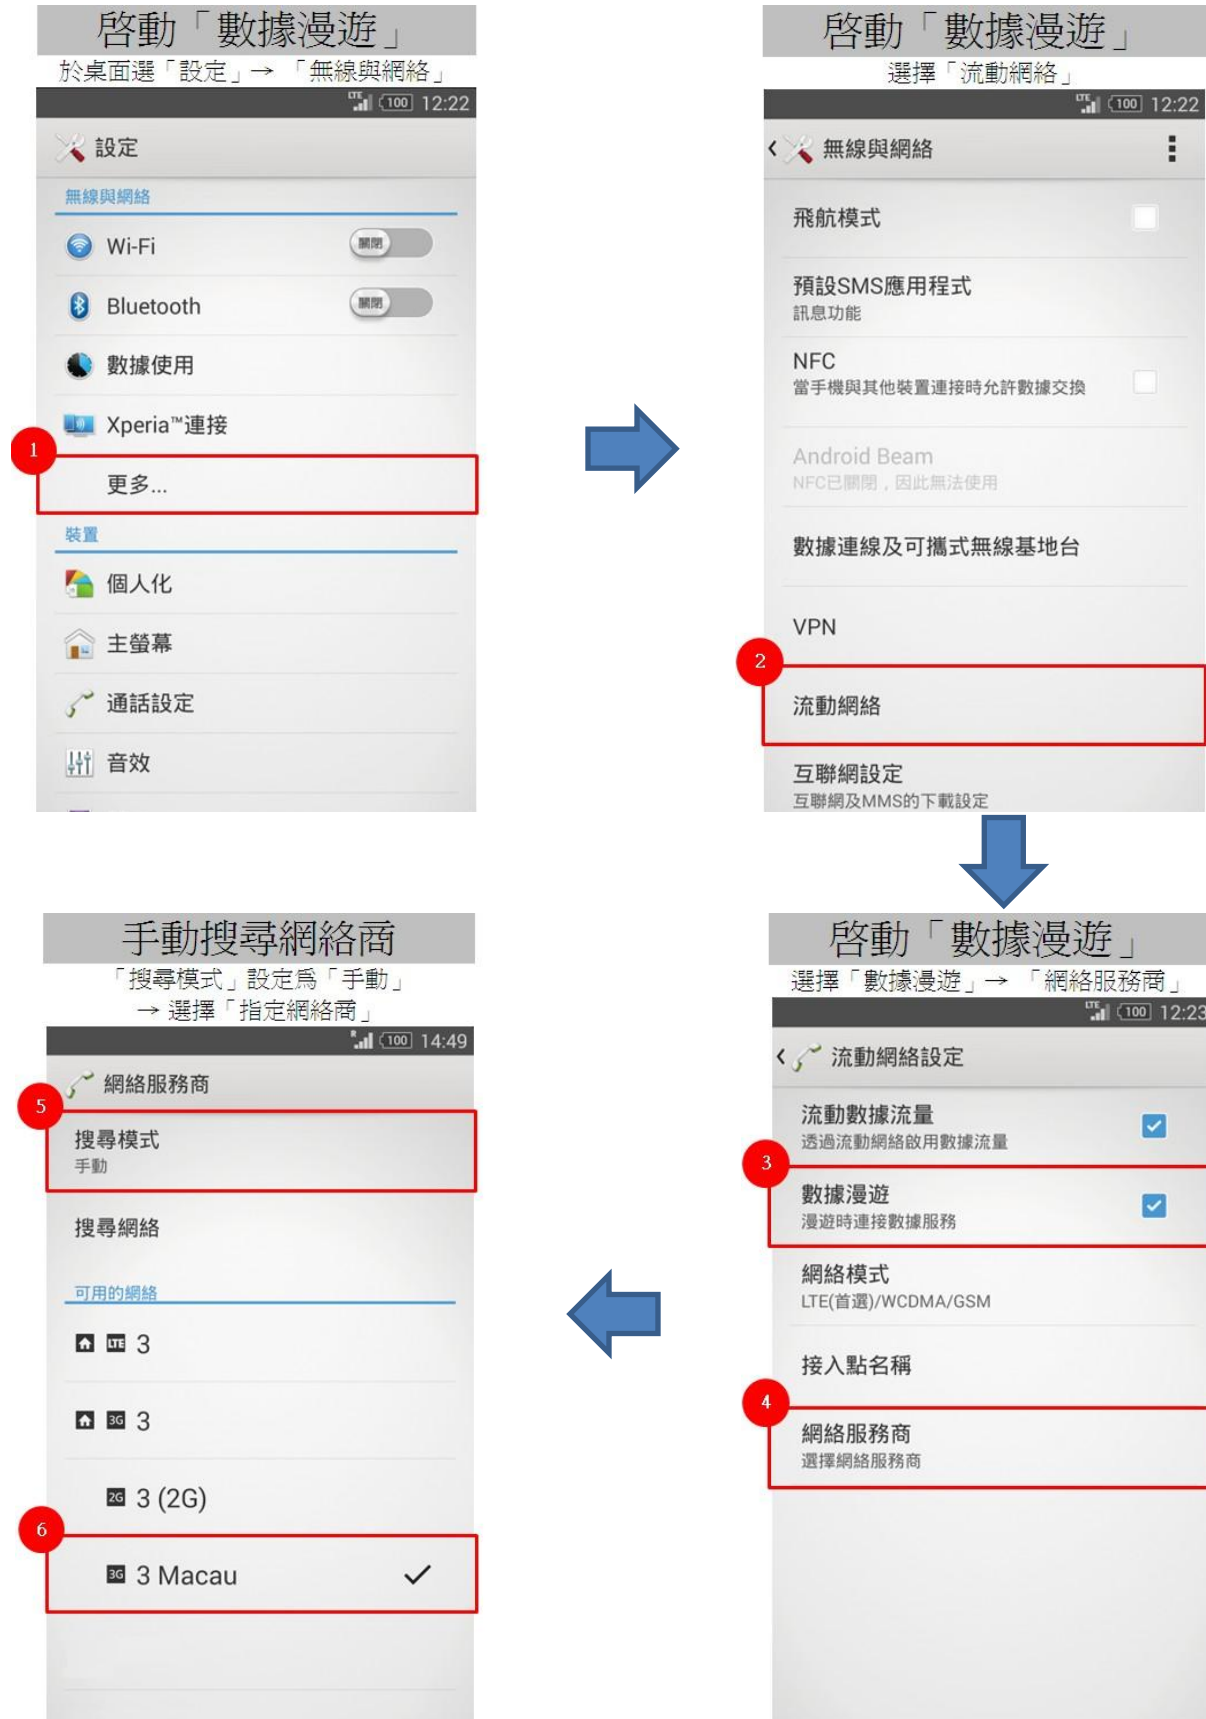 啓動「數據漫遊」
於桌面選「設定」→ 「無線與網絡」
LTE 100 12:22
設定
無線與網絡
Wi-Fi 關閉
Bluetooth 關閉
數據使用
Xperia™連接
1
更多...
裝置
個人化
主螢幕
通話設定
音效
啓動「數據漫遊」
選擇「流動網絡」
LTE 100 12:22
無線與網絡
飛航模式
預設SMS應用程式
訊息功能
NFC
當手機與其他裝置連接時允許數據交換
Android Beam
NFC已關閉，因此無法使用
數據連線及可攜式無線基地台
VPN
2
流動網絡
互聯網設定
互聯網及MMS的下載設定
啓動「數據漫遊」
選擇「數據漫遊」→ 「網絡服務商」
LTE 100 12:23
流動網絡設定
流動數據流量
透過流動網絡啟用數據流量
3
數據漫遊
漫遊時連接數據服務
網絡模式
LTE(首選)/WCDMA/GSM
接入點名稱
4
網絡服務商
選擇網絡服務商
手動搜尋網絡商
「搜尋模式」設定爲「手動」
→ 選擇「指定網絡商」
R 100 14:49
網絡服務商
5
搜尋模式
手動
搜尋網絡
可用的網絡
LTE 3
3G 3
2G 3 (2G)
6
3G 3 Macau